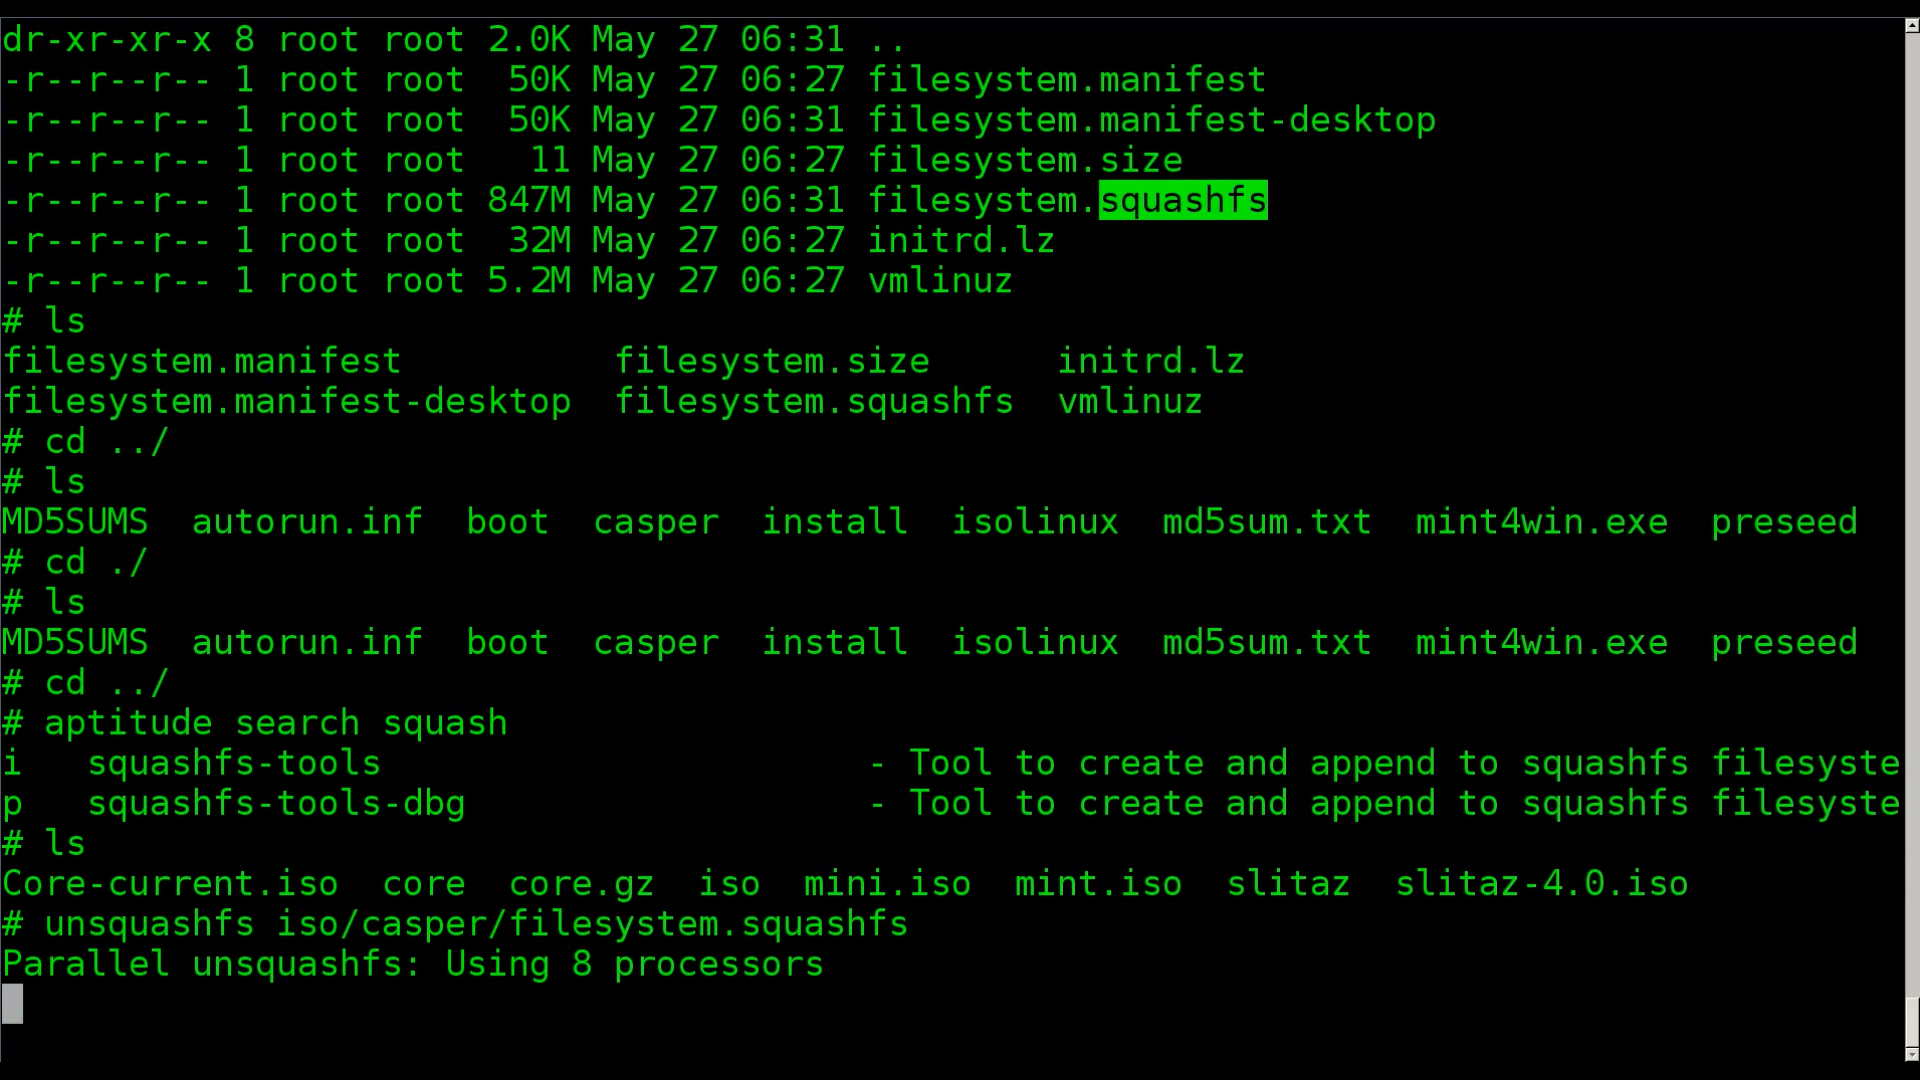 dr-xr-xr-x 8 root root 2.0K May 27 06:31 ..
-r--r--r-- 1 root root  50K May 27 06:27 filesystem.manifest
-r--r--r-- 1 root root  50K May 27 06:31 filesystem.manifest-desktop
-r--r--r-- 1 root root   11 May 27 06:27 filesystem.size
-r--r--r-- 1 root root 847M May 27 06:31 filesystem.squashfs
-r--r--r-- 1 root root  32M May 27 06:27 initrd.lz
-r--r--r-- 1 root root 5.2M May 27 06:27 vmlinuz
# ls
filesystem.manifest          filesystem.size      initrd.lz
filesystem.manifest-desktop  filesystem.squashfs  vmlinuz
# cd ../
# ls
MD5SUMS  autorun.inf  boot  casper  install  isolinux  md5sum.txt  mint4win.exe  preseed
# cd ./
# ls
MD5SUMS  autorun.inf  boot  casper  install  isolinux  md5sum.txt  mint4win.exe  preseed
# cd ../
# aptitude search squash
i   squashfs-tools                       - Tool to create and append to squashfs filesyste
p   squashfs-tools-dbg                   - Tool to create and append to squashfs filesyste
# ls
Core-current.iso  core  core.gz  iso  mini.iso  mint.iso  slitaz  slitaz-4.0.iso
# unsquashfs iso/casper/filesystem.squashfs
Parallel unsquashfs: Using 8 processors